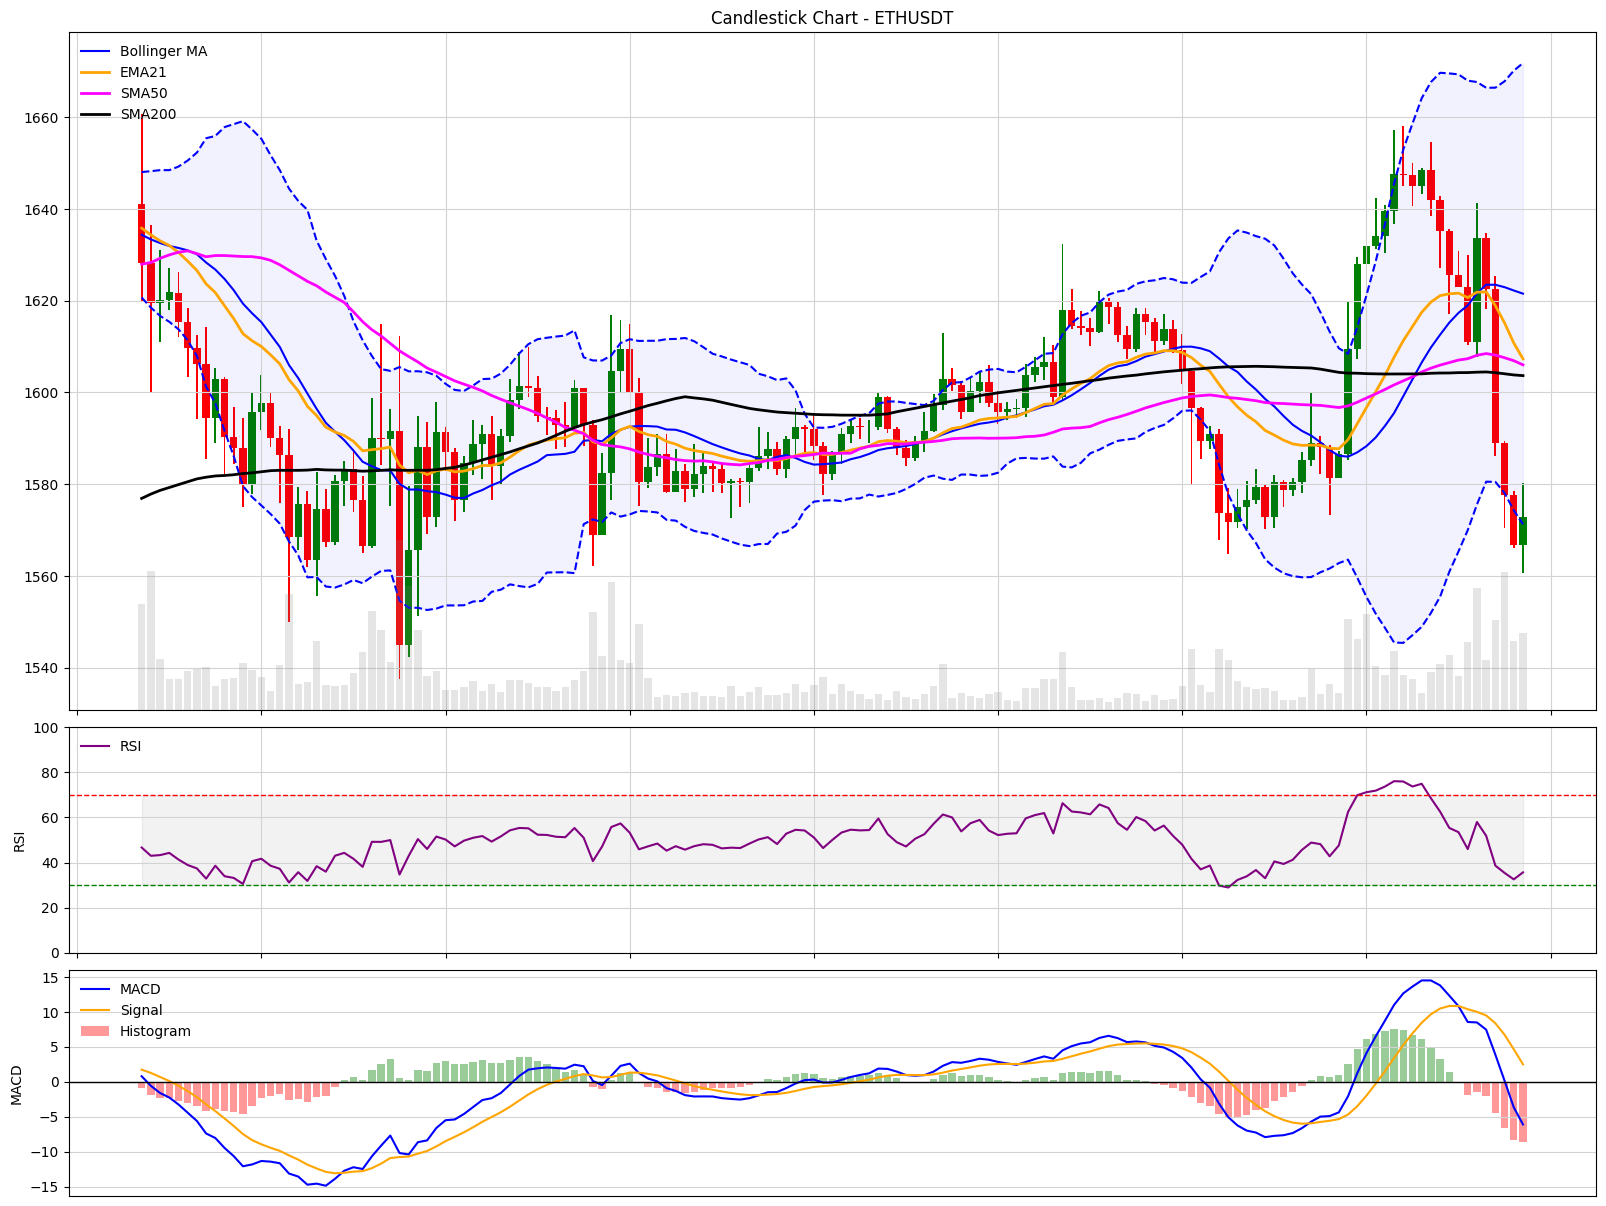 Candlestick Chart - ETHUSDT
Bollinger MA
EMA21
SMA50
SMA200
1660
1640
1620
1600
1580
1560
1540
RSI
100
80
60
40
20
0
RSI
MACD
Signal
Histogram
15
10
5
0
−5
−10
−15
MACD